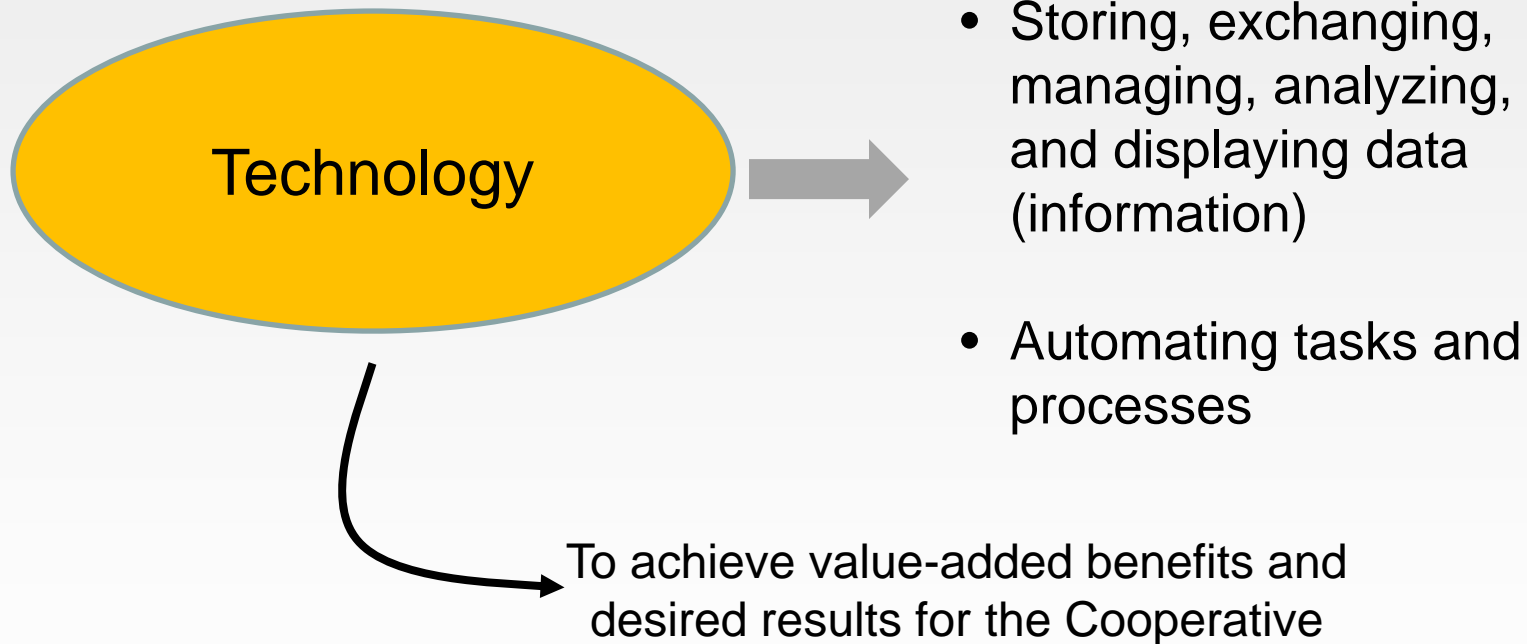 Technology
• Storing, exchanging,
managing, analyzing,
and displaying data
(information)
• Automating tasks and
processes
To achieve value-added benefits and
desired results for the Cooperative